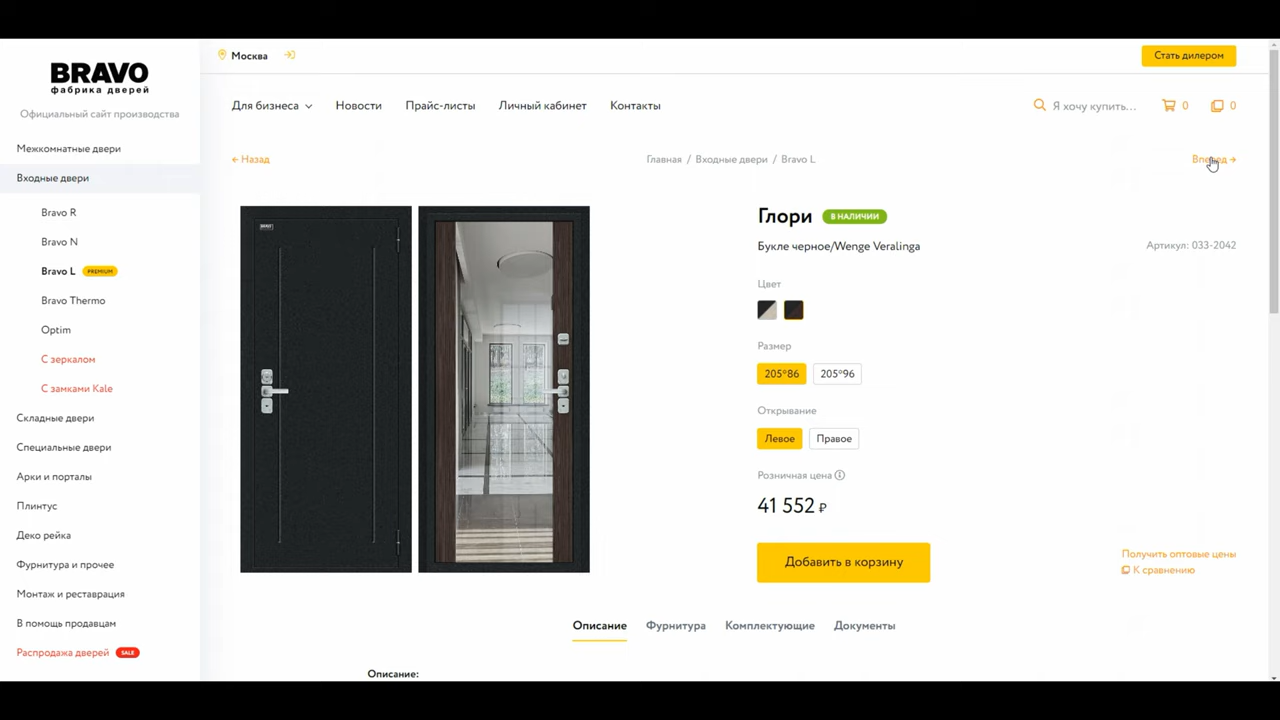 BRAVO
фабрика дверей
Официальный сайт производства
Межкомнатные двери
Входные двери
Bravo R
Bravo N
Bravo L PREMIUM
Bravo Thermo
Optim
С зеркалом
С замками Kale
Складные двери
Специальные двери
Арки и порталы
Плинтус
Деко рейка
Фурнитура и прочее
Монтаж и реставрация
В помощь продавцам
Распродажа дверей SALE
Москва
Стать дилером
Для бизнеса Новости Прайс-листы Личный кабинет Контакты
Я хочу купить... 0 0
← Назад Главная / Входные двери / Bravo L Вперед →
BRAVO
Глори В НАЛИЧИИ
Букле черное/Wenge Veralinga Артикул: 033-2042
Цвет
Размер
205*86 205*96
Открывание
Левое Правое
Розничная цена
41 552 ₽
Добавить в корзину
Получить оптовые цены
К сравнению
Описание Фурнитура Комплектующие Документы
Описание: